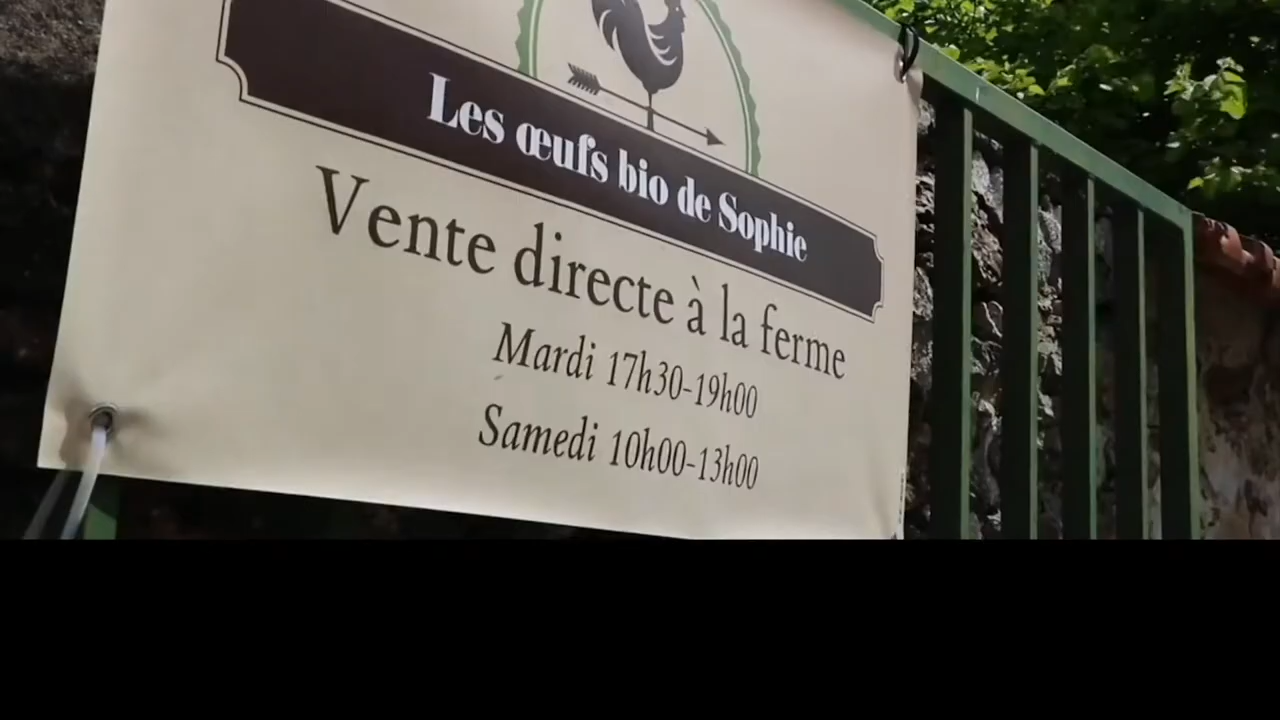 Les œufs bio de Sophie
Vente directe à la ferme
Mardi 17h30-19h00
Samedi 10h00-13h00